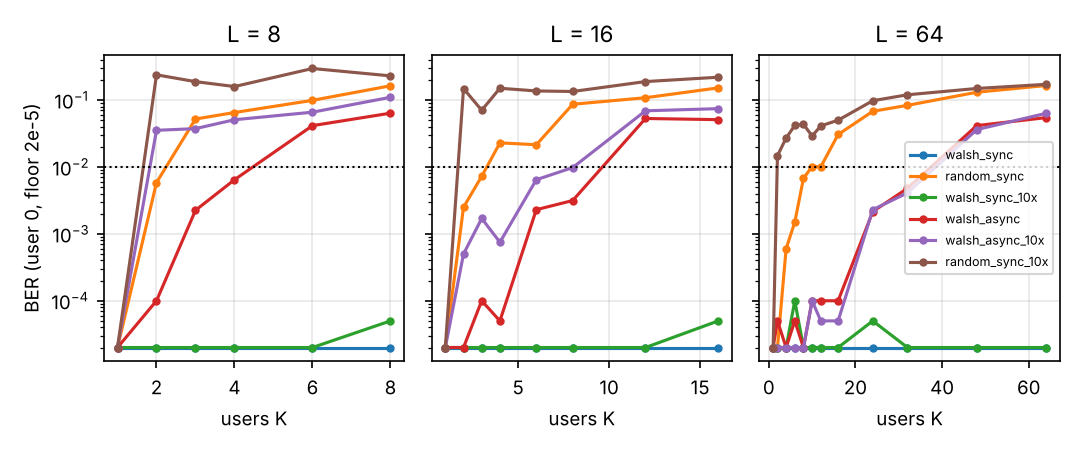 L = 8
L = 16
L = 64
BER (user 0, floor 2e-5)
10⁻¹
10⁻²
10⁻³
10⁻⁴
2 4 6 8
5 10 15
0 20 40 60
users K
users K
users K
walsh_sync
random_sync
walsh_sync_10x
walsh_async
walsh_async_10x
random_sync_10x